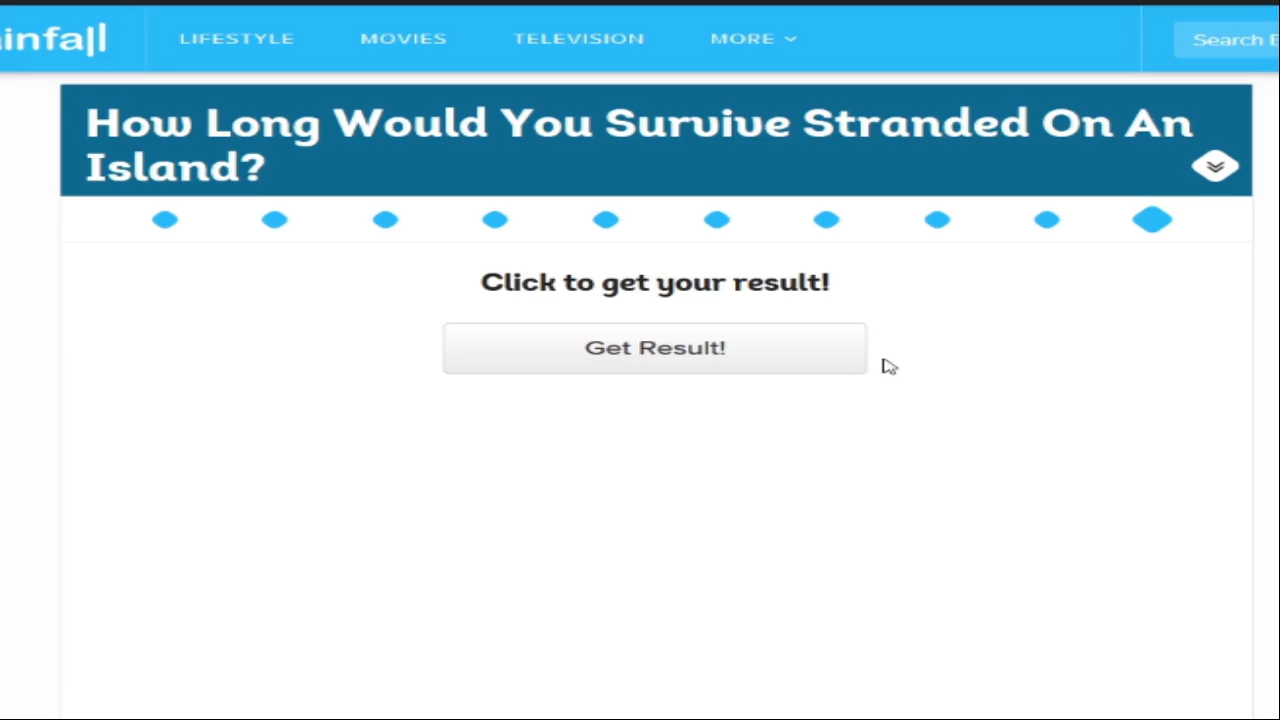 infall LIFESTYLE MOVIES TELEVISION MORE Search
How Long Would You Survive Stranded On An
Island?
Click to get your result!
Get Result!